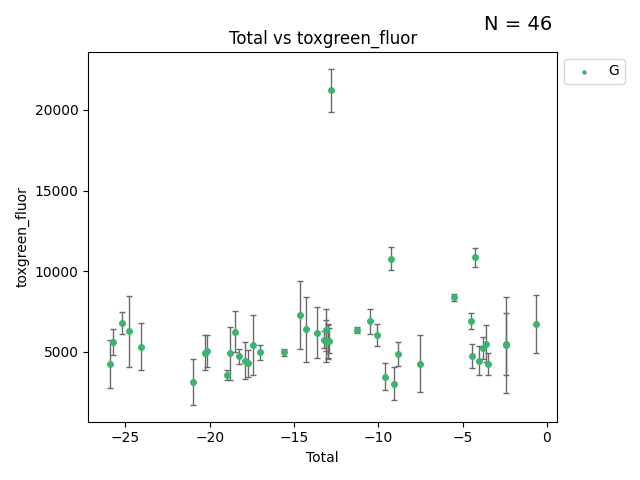 N = 46
Total vs toxgreen_fluor
G
20000
15000
10000
5000
toxgreen_fluor
−25 −20 −15 −10 −5 0
Total